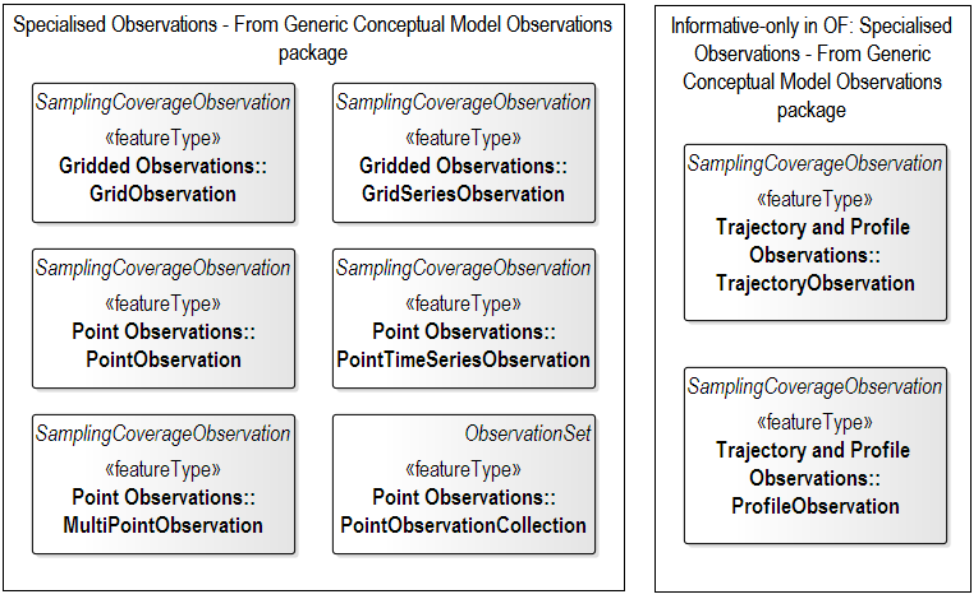 Specialised Observations - From Generic Conceptual Model Observations
package
SamplingCoverageObservation
«featureType»
Gridded Observations::
GridObservation
SamplingCoverageObservation
«featureType»
Gridded Observations::
GridSeriesObservation
SamplingCoverageObservation
«featureType»
Point Observations::
PointObservation
SamplingCoverageObservation
«featureType»
Point Observations::
PointTimeSeriesObservation
SamplingCoverageObservation
«featureType»
Point Observations::
MultiPointObservation
ObservationSet
«featureType»
Point Observations::
PointObservationCollection
Informative-only in OF: Specialised
Observations - From Generic
Conceptual Model Observations
package
SamplingCoverageObservation
«featureType»
Trajectory and Profile
Observations::
TrajectoryObservation
SamplingCoverageObservation
«featureType»
Trajectory and Profile
Observations::
ProfileObservation